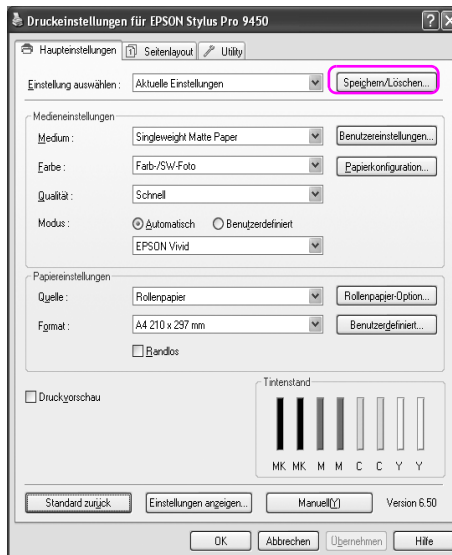 Druckeinstellungen für EPSON Stylus Pro 9450
Haupteinstellungen Seitenlayout Utility
Einstellung auswählen : Aktuelle Einstellungen Speichern/Löschen...
Medieneinstellungen
Medium : Singleweight Matte Paper Benutzereinstellungen...
Farbe : Farb-/SW-Foto Papierkonfiguration...
Qualität : Schnell
Modus : Automatisch Benutzerdefiniert
EPSON Vivid
Papiereinstellungen
Quelle : Rollenpapier Rollenpapier-Option...
Format : A4 210 x 297 mm Benutzerdefiniert...
Randlos
Druckvorschau
Tintenstand
MK MK M M C C Y Y
Standard zurück Einstellungen anzeigen... Manuell(Y) Version 6.50
OK Abbrechen Übernehmen Hilfe